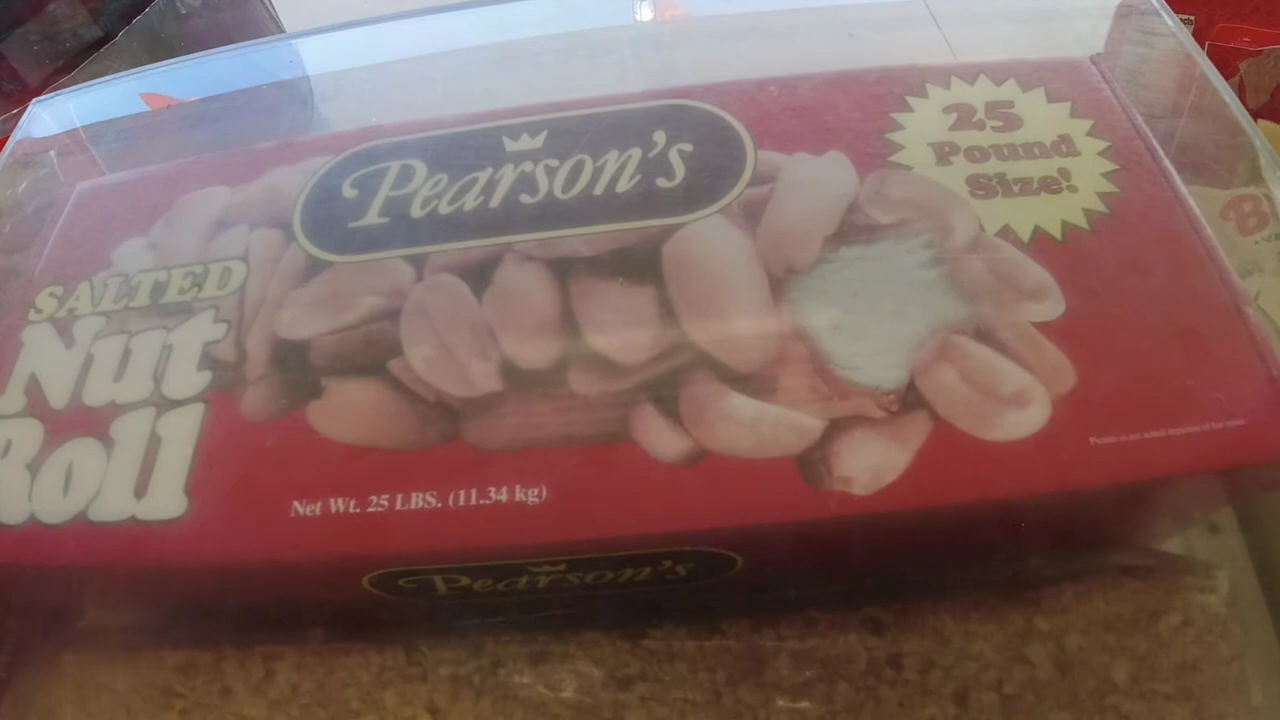 Pearson's
25
Pound
Size!
SALTED
Nut
Roll
Net Wt. 25 LBS. (11.34 kg)
Pearson's